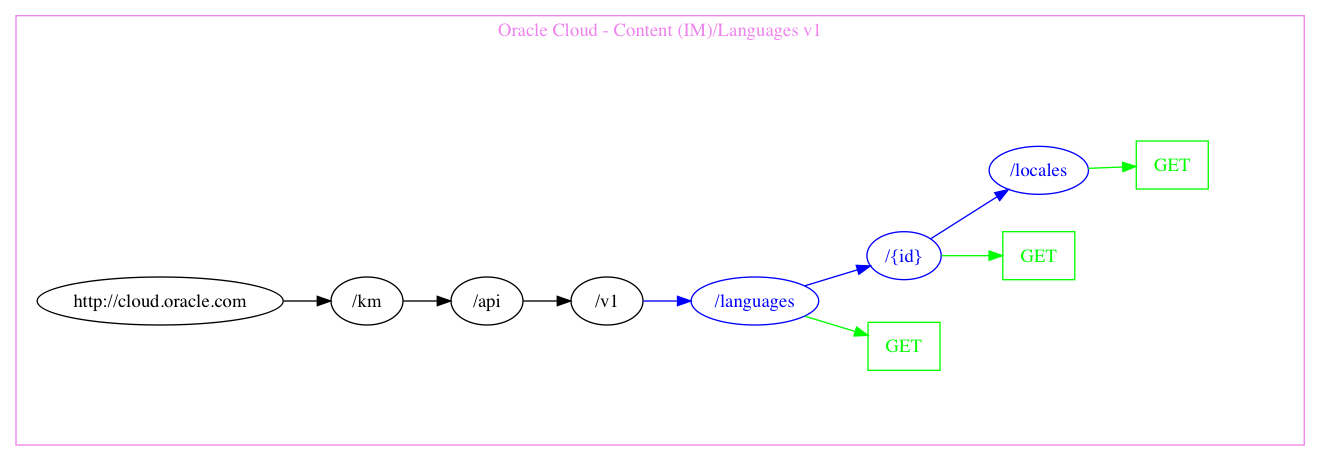 Oracle Cloud - Content (IM)/Languages v1
http://cloud.oracle.com
/km
/api
/v1
/languages
/{id}
/locales
GET
GET
GET